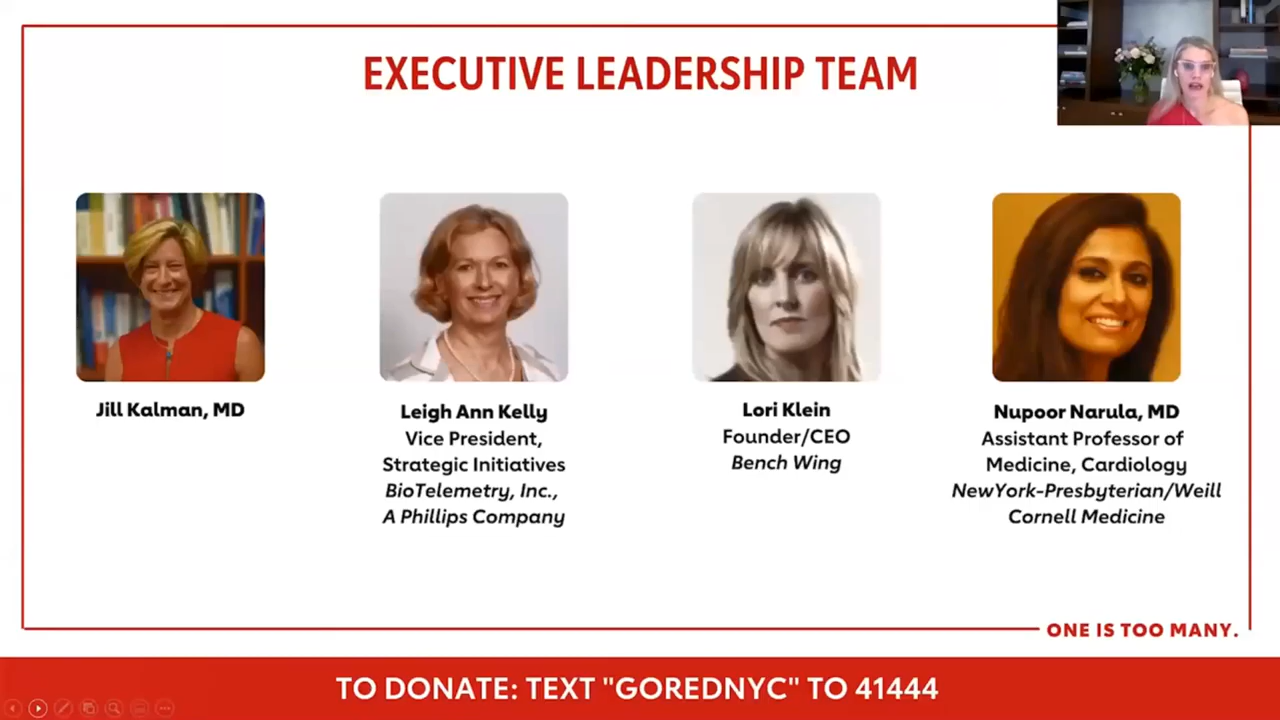 EXECUTIVE LEADERSHIP TEAM
Jill Kalman, MD
Leigh Ann Kelly
Vice President,
Strategic Initiatives
BioTelemetry, Inc.,
A Phillips Company
Lori Klein
Founder/CEO
Bench Wing
Nupoor Narula, MD
Assistant Professor of
Medicine, Cardiology
NewYork-Presbyterian/Weill
Cornell Medicine
ONE IS TOO MANY.
TO DONATE: TEXT "GOREDNYC" TO 41444